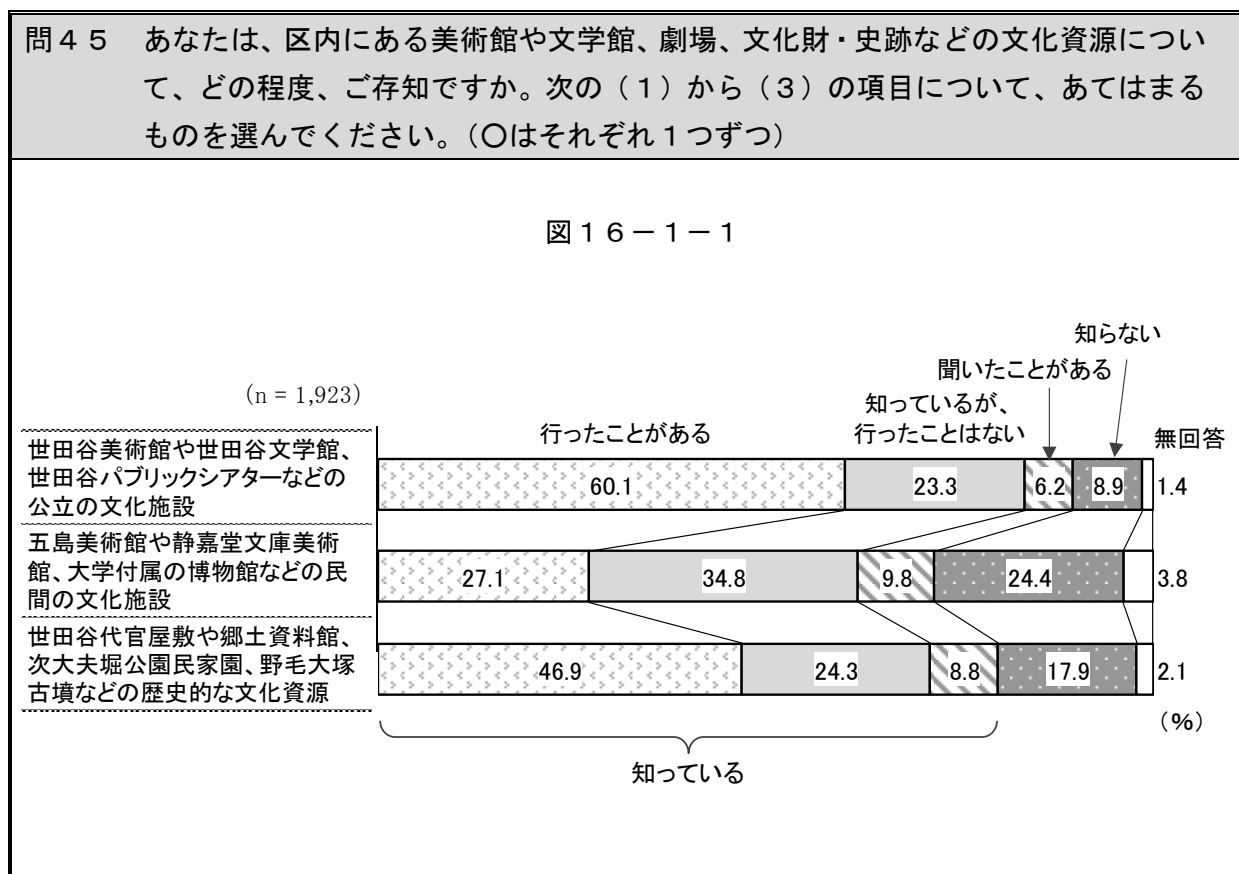 問45 あなたは、区内にある美術館や文学館、劇場、文化財・史跡などの文化資源につい
て、どの程度、ご存知ですか。次の(1)から(3)の項目について、あてはまる
ものを選んでください。(〇はそれぞれ1つずつ)
図16-1-1
知らない
聞いたことがある
(n = 1,923)
知っているが、
行ったことがある 行ったことはない 無回答
世田谷美術館や世田谷文学館、
世田谷パブリックシアターなどの
公立の文化施設
60.1 23.3 6.2 8.9 1.4
五島美術館や静嘉堂文庫美術
館、大学付属の博物館などの民
間の文化施設
27.1 34.8 9.8 24.4 3.8
世田谷代官屋敷や郷土資料館、
次大夫堀公園民家園、野毛大塚
古墳などの歴史的な文化資源
46.9 24.3 8.8 17.9 2.1
(%)
知っている